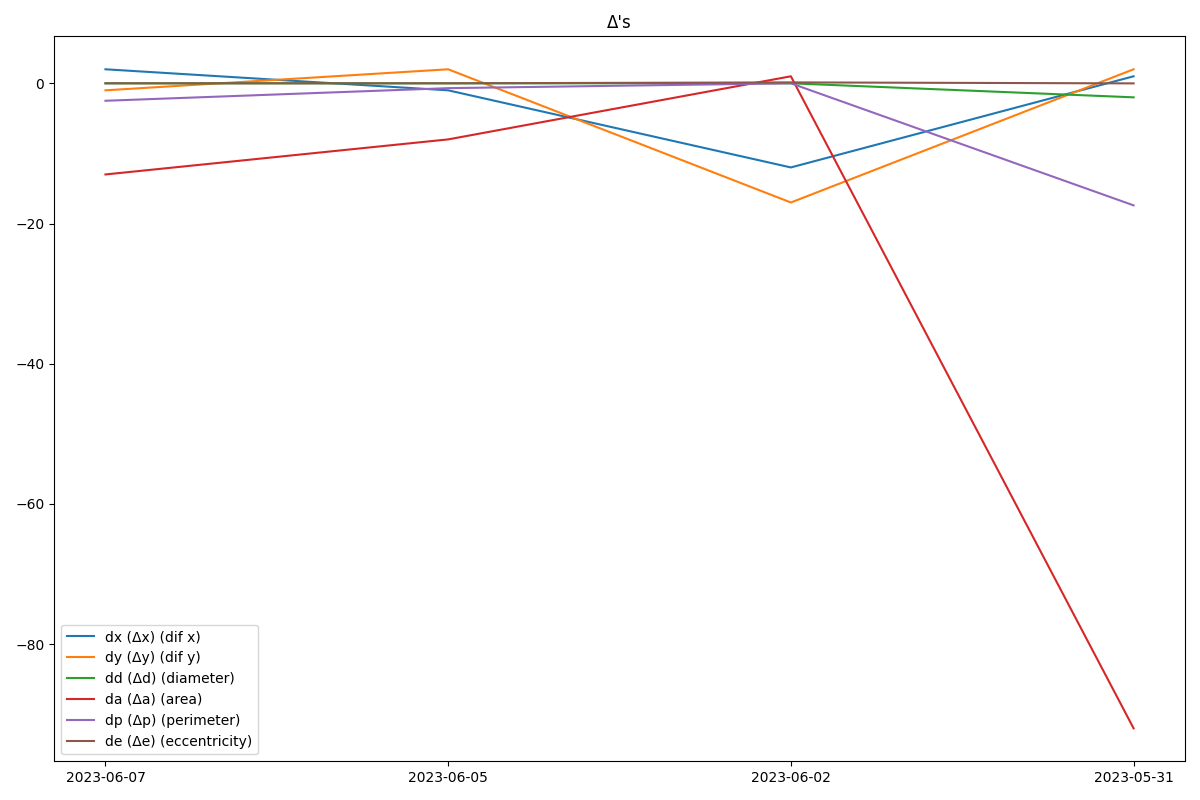 Δ's
0
−20
−40
−60
−80
dx (Δx) (dif x)
dy (Δy) (dif y)
dd (Δd) (diameter)
da (Δa) (area)
dp (Δp) (perimeter)
de (Δe) (eccentricity)
2023-06-07 2023-06-05 2023-06-02 2023-05-31